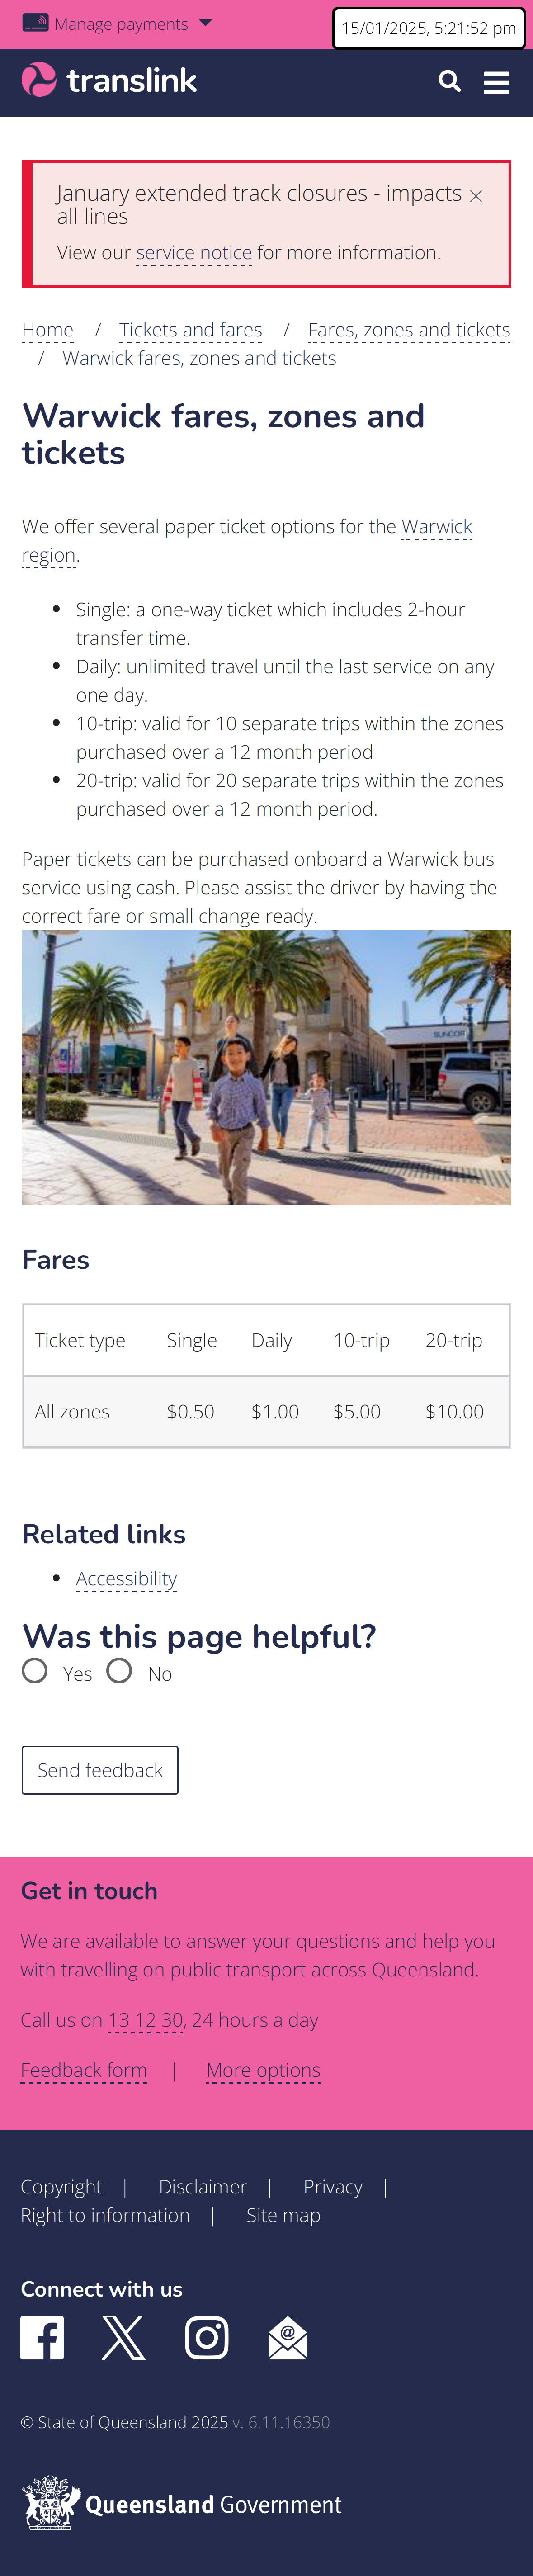 Manage payments
15/01/2025, 5:21:52 pm
translink
January extended track closures - impacts
all lines
View our service notice for more information.
Home / Tickets and fares / Fares, zones and tickets
/ Warwick fares, zones and tickets
Warwick fares, zones and
tickets
We offer several paper ticket options for the Warwick
region.
Single: a one-way ticket which includes 2-hour
transfer time.
Daily: unlimited travel until the last service on any
one day.
10-trip: valid for 10 separate trips within the zones
purchased over a 12 month period
20-trip: valid for 20 separate trips within the zones
purchased over a 12 month period.
Paper tickets can be purchased onboard a Warwick bus
service using cash. Please assist the driver by having the
correct fare or small change ready.
SUNCORP
Fares
Ticket type Single Daily 10-trip 20-trip
All zones $0.50 $1.00 $5.00 $10.00
Related links
Accessibility
Was this page helpful?
Yes No
Send feedback
Get in touch
We are available to answer your questions and help you
with travelling on public transport across Queensland.
Call us on 13 12 30, 24 hours a day
Feedback form | More options
Copyright | Disclaimer | Privacy |
Right to information | Site map
Connect with us
© State of Queensland 2025 v. 6.11.16350
Queensland Government